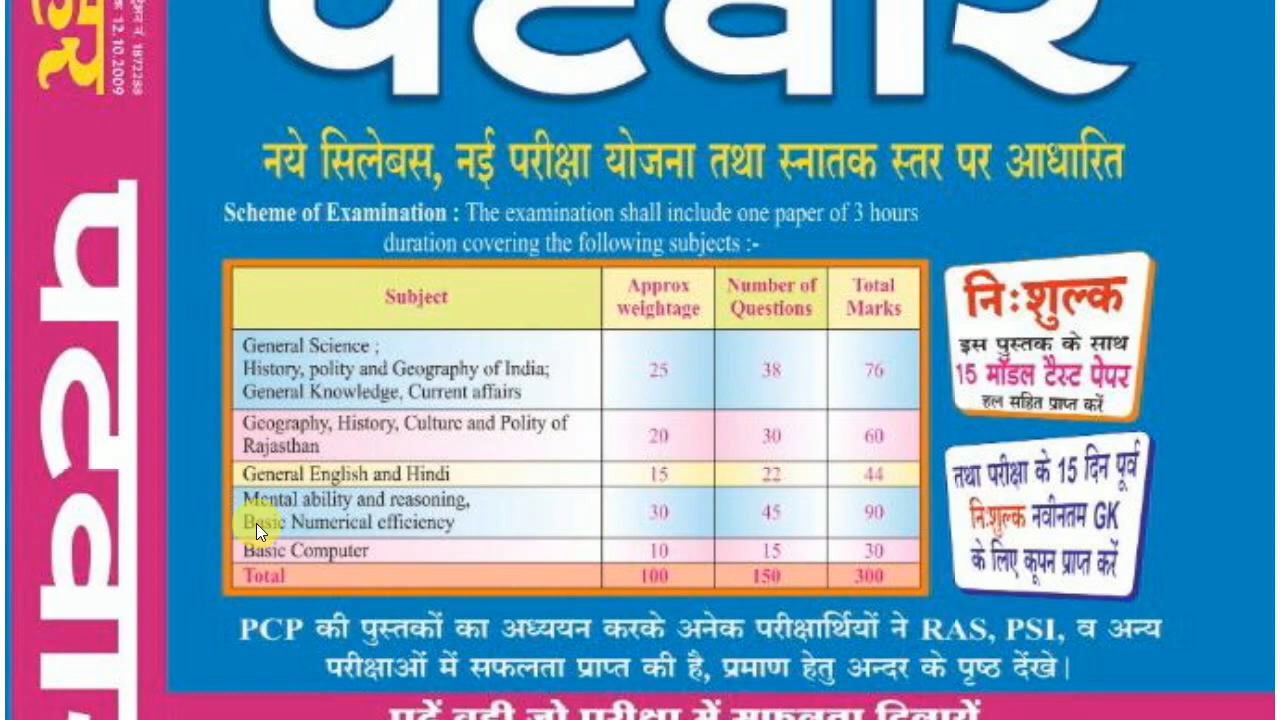 पटवार
नये सिलेबस, नई परीक्षा योजना तथा स्नातक स्तर पर आधारित
Scheme of Examination : The examination shall include one paper of 3 hours
duration covering the following subjects :-
Subject
Approx
weightage
Number of
Questions
Total
Marks
General Science ;
History, polity and Geography of India;
General Knowledge, Current affairs
25
38
76
Geography, History, Culture and Polity of
Rajasthan
20
30
60
General English and Hindi
15
22
44
Mental ability and reasoning,
Basic Numerical efficiency
30
45
90
Basic Computer
10
15
30
Total
100
150
300
नि:शुल्क
इस पुस्तक के साथ
15 मॉडल टैस्ट पेपर
हल सहित प्राप्त करें
तथा परीक्षा के 15 दिन पूर्व
नि:शुल्क नवीनतम GK
के लिए कूपन प्राप्त करें
PCP की पुस्तकों का अध्ययन करके अनेक परीक्षार्थियों ने RAS, PSI, व अन्य
परीक्षाओं में सफलता प्राप्त की है, प्रमाण हेतु अन्दर के पृष्ठ देंखे।
पढ़ें वही जो परीक्षा में सफलता दिलायें
1872288
12.10.2009
पटवार